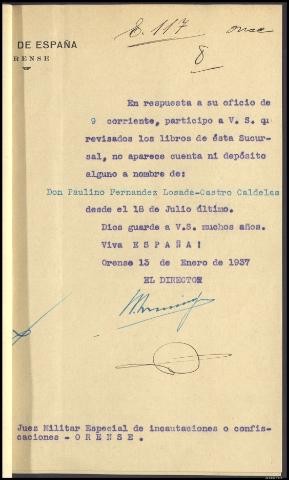 E. 117 once
DE ESPAÑA
ORENSE
8
En respuesta a su oficio de
9 corriente, participo a V. S. qu
revisados los libros de ésta Sucur-
sal, no aparece cuenta ni depósito
alguno a nombre de:
Don Paulino Fernandez Losada-Castro Caldelas
desde el 18 de Julio último.
Dios guarde a V.S. muchos años.
Viva ESPAÑA!
Orense 13 de Enero de 1937
EL DIRECTOR
Juez Militar Especial de incautaciones o confis-
caciones - ORENSE.